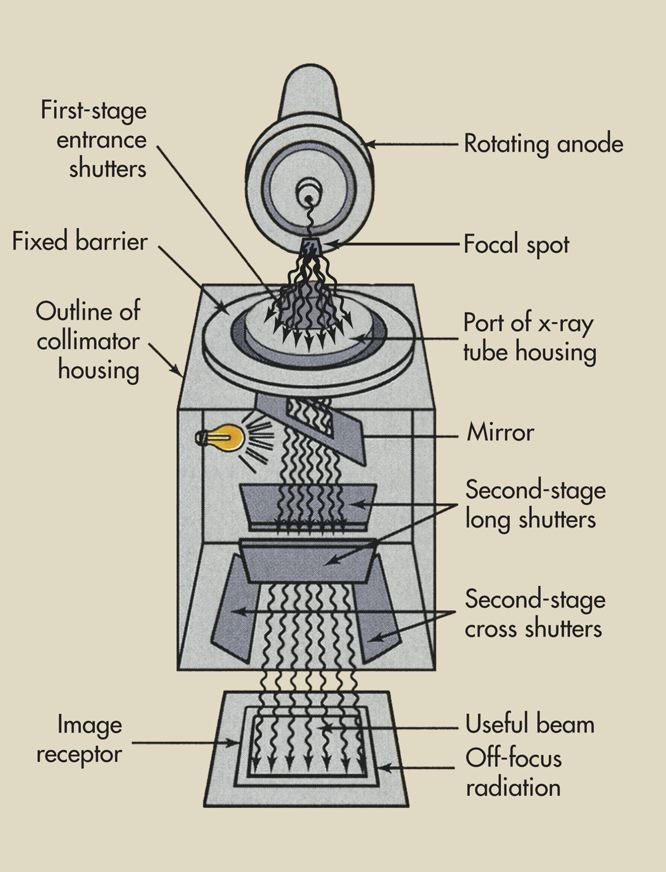 First-stage
entrance
shutters
Rotating anode
Fixed barrier
Focal spot
Outline of
collimator
housing
Port of x-ray
tube housing
Mirror
Second-stage
long shutters
Second-stage
cross shutters
Image
receptor
Useful beam
Off-focus
radiation